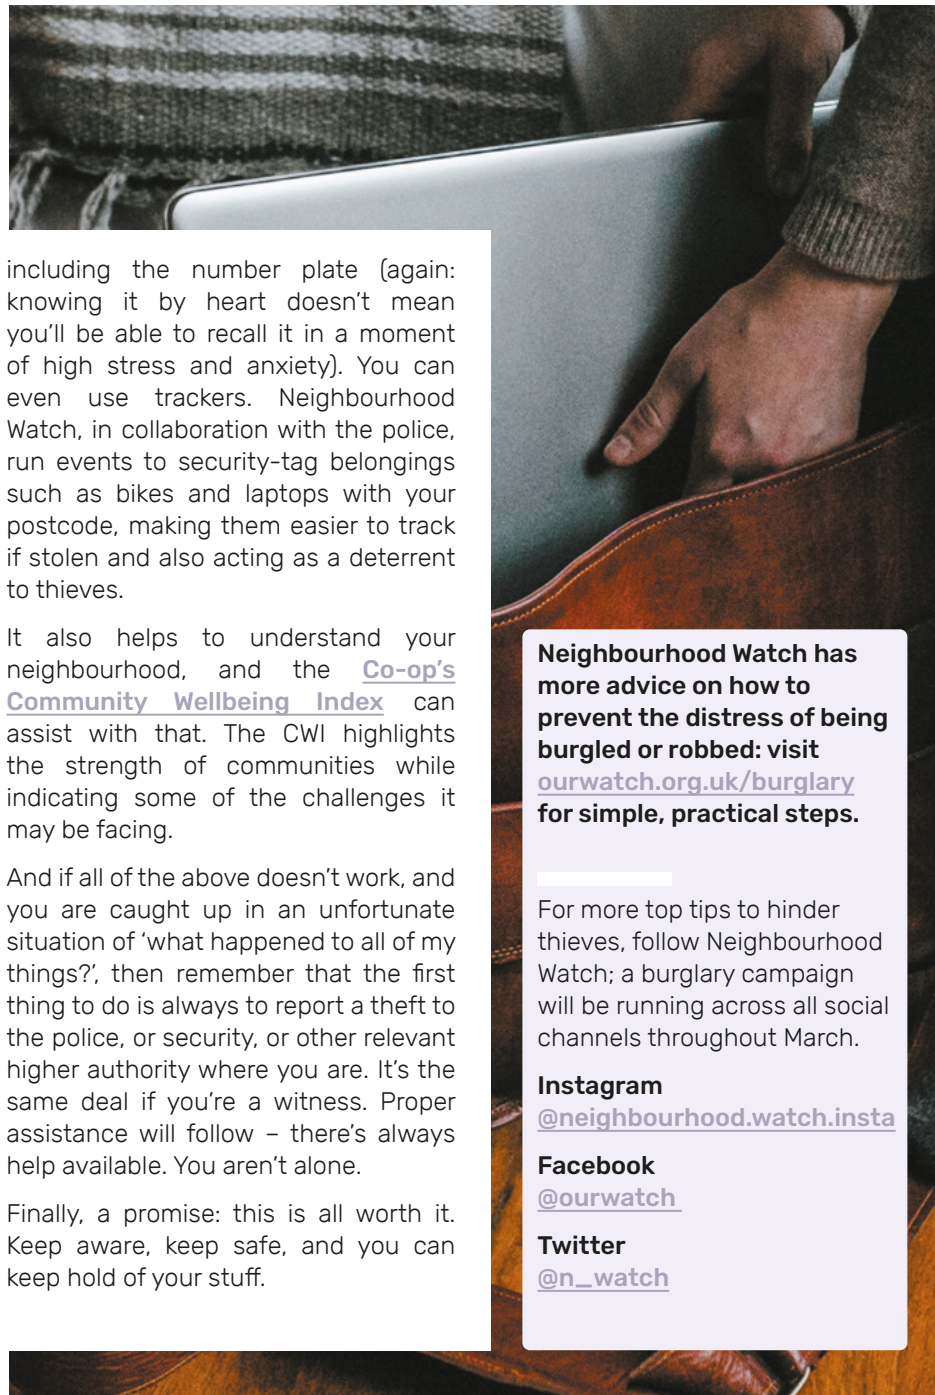 including the number plate (again:
knowing it by heart doesn’t mean
you’ll be able to recall it in a moment
of high stress and anxiety). You can
even use trackers. Neighbourhood
Watch, in collaboration with the police,
run events to security-tag belongings
such as bikes and laptops with your
postcode, making them easier to track
if stolen and also acting as a deterrent
to thieves.
It also helps to understand your
neighbourhood, and the Co-op’s
Community Wellbeing Index can
assist with that. The CWI highlights
the strength of communities while
indicating some of the challenges it
may be facing.
And if all of the above doesn’t work, and
you are caught up in an unfortunate
situation of ‘what happened to all of my
things?’, then remember that the first
thing to do is always to report a theft to
the police, or security, or other relevant
higher authority where you are. It’s the
same deal if you’re a witness. Proper
assistance will follow – there’s always
help available. You aren’t alone.
Finally, a promise: this is all worth it.
Keep aware, keep safe, and you can
keep hold of your stuff.
Neighbourhood Watch has
more advice on how to
prevent the distress of being
burgled or robbed: visit
ourwatch.org.uk/burglary
for simple, practical steps.
For more top tips to hinder
thieves, follow Neighbourhood
Watch; a burglary campaign
will be running across all social
channels throughout March.
Instagram
@neighbourhood.watch.insta
Facebook
@ourwatch
Twitter
@n_watch